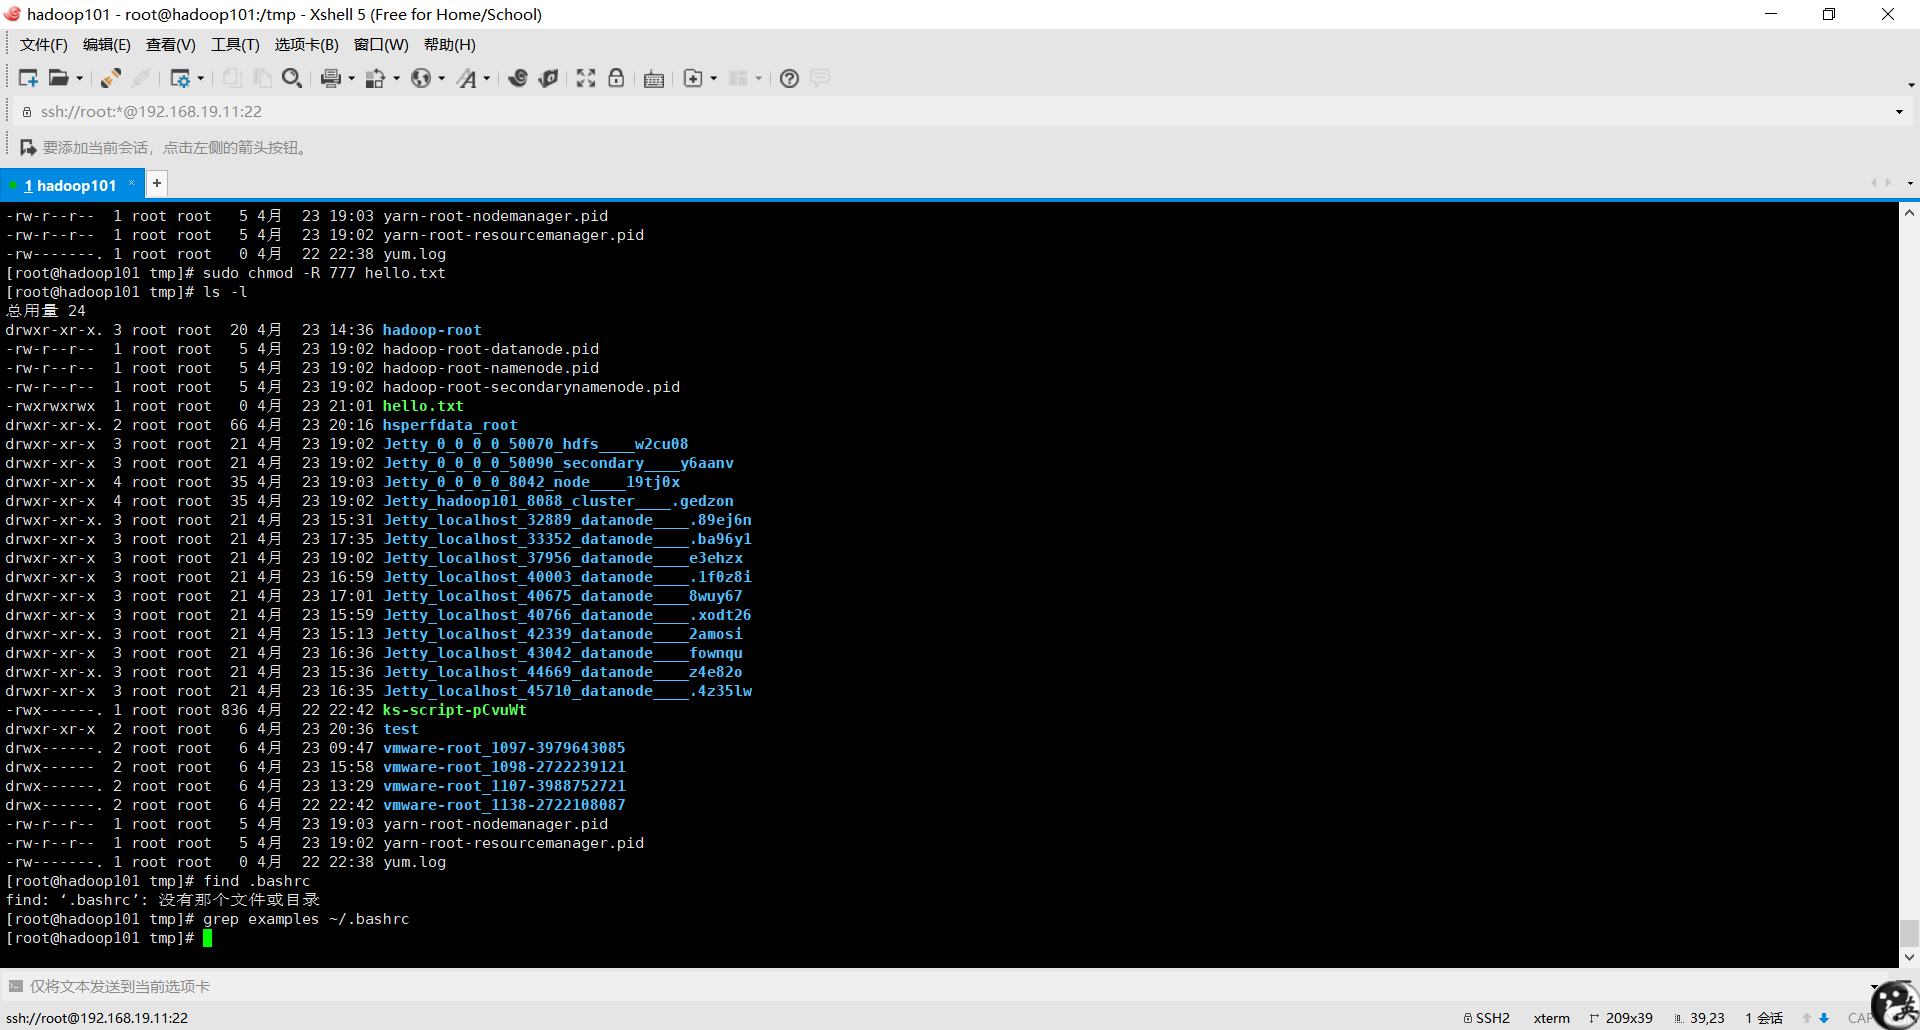 hadoop101 - root@hadoop101:/tmp - Xshell 5 (Free for Home/School)
文件(F) 编辑(E) 查看(V) 工具(T) 选项卡(B) 窗口(W) 帮助(H)
ssh://root:*@192.168.19.11:22
要添加当前会话，点击左侧的箭头按钮。
1 hadoop101 × +
-rw-r--r--  1 root root   5 4月  23 19:03 yarn-root-nodemanager.pid
-rw-r--r--  1 root root   5 4月  23 19:02 yarn-root-resourcemanager.pid
-rw-------. 1 root root   0 4月  22 22:38 yum.log
[root@hadoop101 tmp]# sudo chmod -R 777 hello.txt
[root@hadoop101 tmp]# ls -l
总用量 24
drwxr-xr-x. 3 root root  20 4月  23 14:36 hadoop-root
-rw-r--r--  1 root root   5 4月  23 19:02 hadoop-root-datanode.pid
-rw-r--r--  1 root root   5 4月  23 19:02 hadoop-root-namenode.pid
-rw-r--r--  1 root root   5 4月  23 19:02 hadoop-root-secondarynamenode.pid
-rwxrwxrwx  1 root root   0 4月  23 21:01 hello.txt
drwxr-xr-x. 2 root root  66 4月  23 20:16 hsperfdata_root
drwxr-xr-x  3 root root  21 4月  23 19:02 Jetty_0_0_0_0_50070_hdfs____w2cu08
drwxr-xr-x  3 root root  21 4月  23 19:02 Jetty_0_0_0_0_50090_secondary____y6aanv
drwxr-xr-x  4 root root  35 4月  23 19:03 Jetty_0_0_0_0_8042_node____19tj0x
drwxr-xr-x  4 root root  35 4月  23 19:02 Jetty_hadoop101_8088_cluster____.gedzon
drwxr-xr-x. 3 root root  21 4月  23 15:31 Jetty_localhost_32889_datanode____.89ej6n
drwxr-xr-x  3 root root  21 4月  23 17:35 Jetty_localhost_33352_datanode____.ba96y1
drwxr-xr-x  3 root root  21 4月  23 19:02 Jetty_localhost_37956_datanode____e3ehzx
drwxr-xr-x  3 root root  21 4月  23 16:59 Jetty_localhost_40003_datanode____.1f0z8i
drwxr-xr-x  3 root root  21 4月  23 17:01 Jetty_localhost_40675_datanode____8wuy67
drwxr-xr-x  3 root root  21 4月  23 15:59 Jetty_localhost_40766_datanode____.xodt26
drwxr-xr-x. 3 root root  21 4月  23 15:13 Jetty_localhost_42339_datanode____2amosi
drwxr-xr-x  3 root root  21 4月  23 16:36 Jetty_localhost_43042_datanode____fownqu
drwxr-xr-x. 3 root root  21 4月  23 15:36 Jetty_localhost_44669_datanode____z4e82o
drwxr-xr-x  3 root root  21 4月  23 16:35 Jetty_localhost_45710_datanode____.4z35lw
-rwx------. 1 root root 836 4月  22 22:42 ks-script-pCvuWt
drwxr-xr-x  2 root root   6 4月  23 20:36 test
drwx------. 2 root root   6 4月  23 09:47 vmware-root_1097-3979643085
drwx------  2 root root   6 4月  23 15:58 vmware-root_1098-2722239121
drwx------. 2 root root   6 4月  23 13:29 vmware-root_1107-3988752721
drwx------. 2 root root   6 4月  22 22:42 vmware-root_1138-2722108087
-rw-r--r--  1 root root   5 4月  23 19:03 yarn-root-nodemanager.pid
-rw-r--r--  1 root root   5 4月  23 19:02 yarn-root-resourcemanager.pid
-rw-------. 1 root root   0 4月  22 22:38 yum.log
[root@hadoop101 tmp]# find .bashrc
find: ‘.bashrc’: 没有那个文件或目录
[root@hadoop101 tmp]# grep examples ~/.bashrc
[root@hadoop101 tmp]#
仅将文本发送到当前选项卡
ssh://root@192.168.19.11:22 SSH2 xterm 209x39 39,23 1 会话 CAP
英